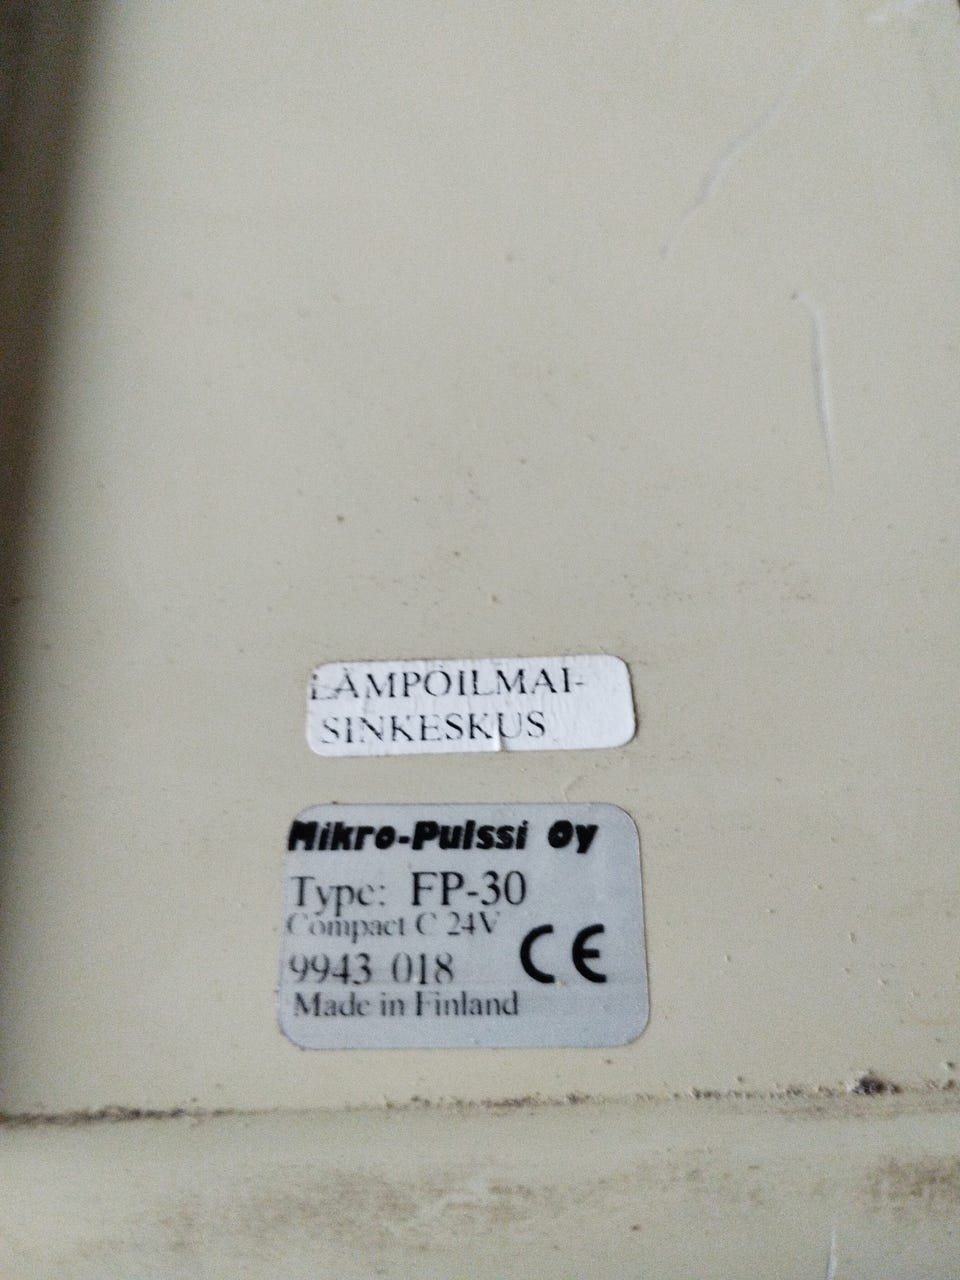 LÄMPÖILMAI-
SINKESKUS
Mikro-Pulssi Oy
Type: FP-30
Compact C 24V
9943 018
CE
Made in Finland